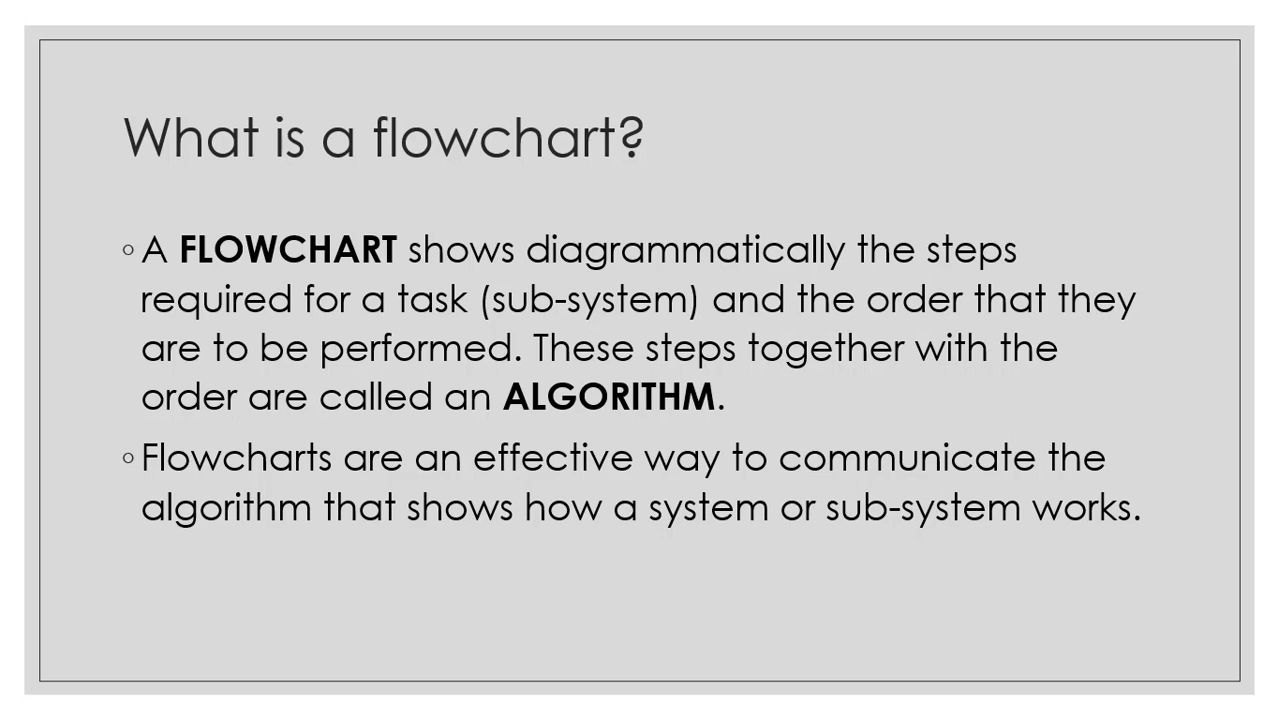 What is a flowchart?
◦ A FLOWCHART shows diagrammatically the steps
required for a task (sub-system) and the order that they
are to be performed. These steps together with the
order are called an ALGORITHM.
◦ Flowcharts are an effective way to communicate the
algorithm that shows how a system or sub-system works.